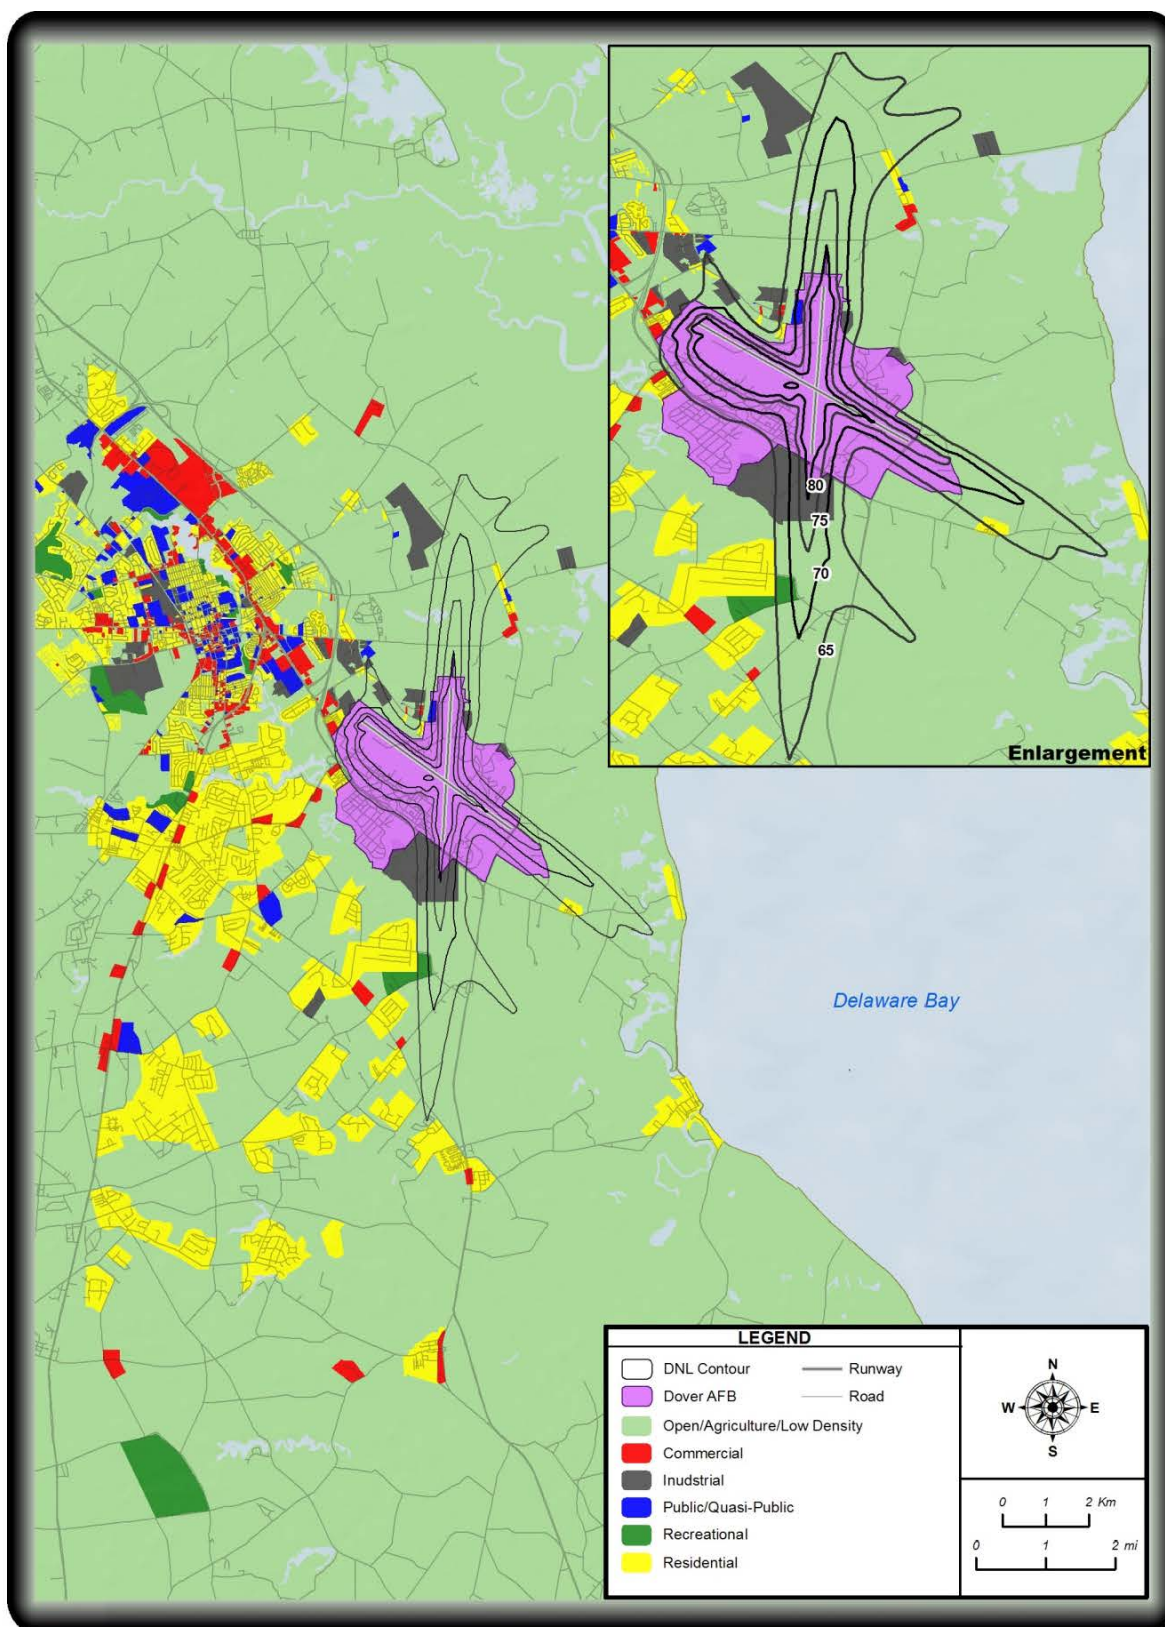 80
75
70
65
Enlargement
Delaware Bay
LEGEND
DNL Contour
Runway
Dover AFB
Road
Open/Agriculture/Low Density
Commercial
Inudstrial
Public/Quasi-Public
Recreational
Residential
N
W E
S
0 1 2 Km
0 1 2 mi